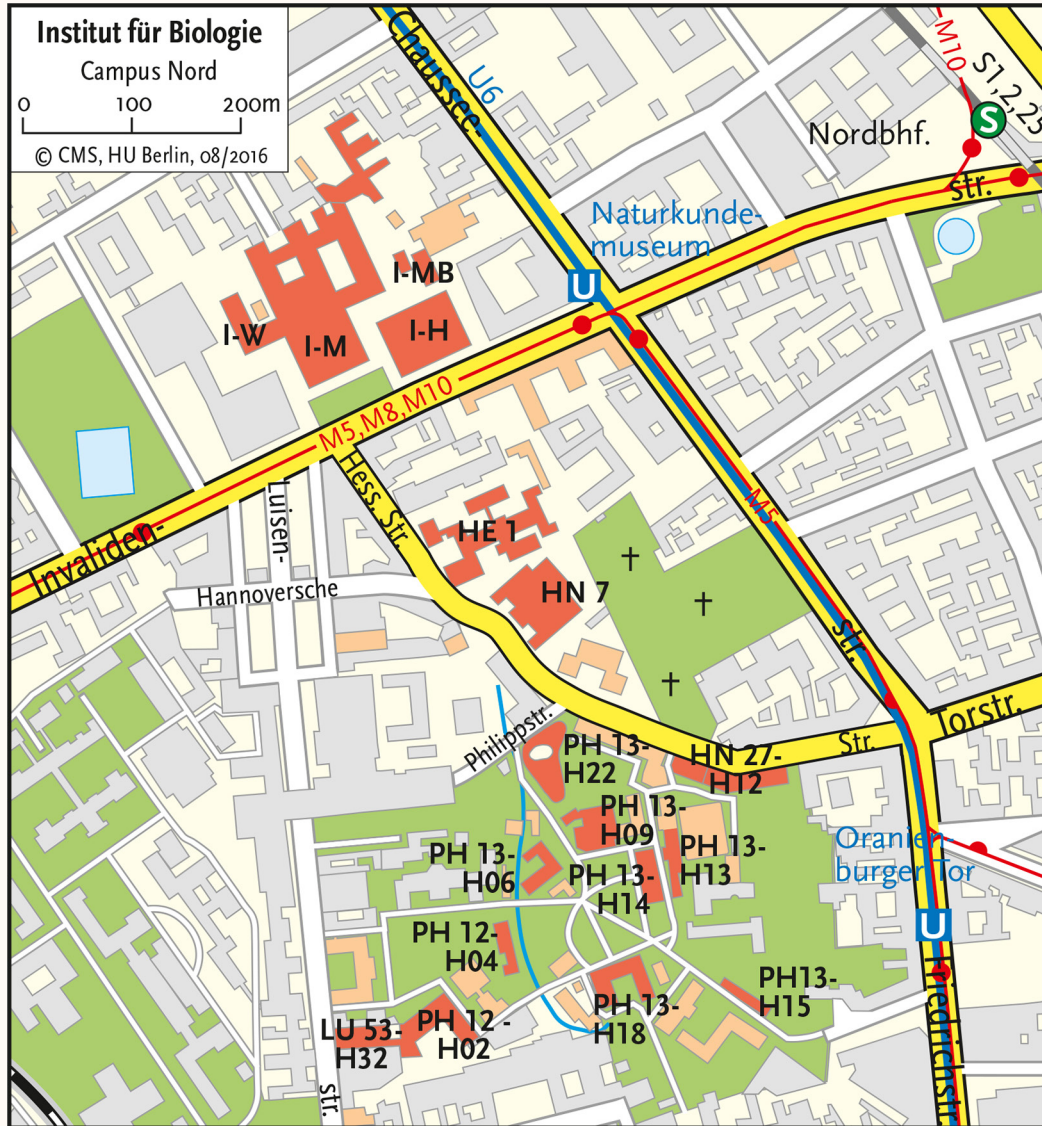 Institut für Biologie
Campus Nord
0 100 200m
© CMS, HU Berlin, 08/2016
Chaussee-
U6
M10
S1,2,25
S
Nordbhf.
str.
Naturkunde-
museum
U
I-MB
I-W
I-M
I-H
M5,M8,M10
Hess. Str.
Luisen-
Invaliden-
Hannoversche
HE 1
HN 7
M5
str.
Torstr.
Str.
Philippstr.
PH 13-
H22
HN 27-
H12
PH 13-
H09
PH 13-
H13
Oranien-
burger Tor
PH 13-
H06
PH 13-
H14
U
PH 12-
H04
PH13-
H15
PH 13-
H18
LU 53-
H32
PH 12 -
H02
Friedrichstr.
str.